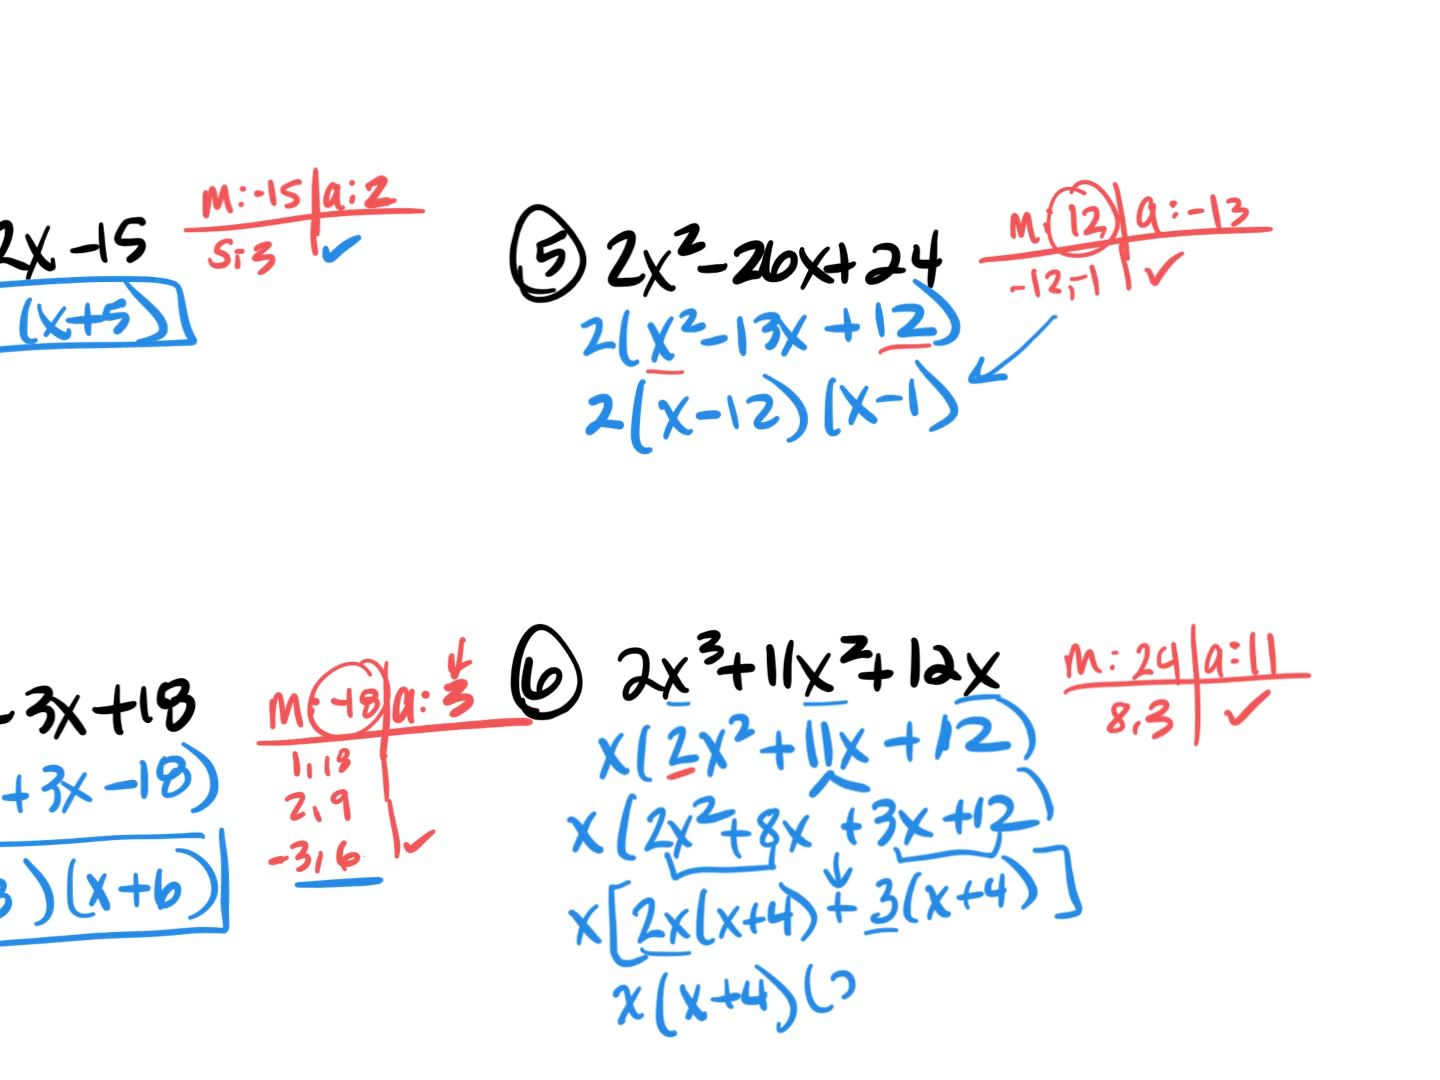 2x -15
m: -15 | a: 2
5, 3 ✓
(x+5)
⑤ 2x² - 26x + 24
m: 12 | a: -13
-12, -1 ✓
2(x² - 13x + 12)
2(x - 12)(x - 1)
- 3x + 18
m: -18 | a: 3
+ 3x - 18)
1, 18
2, 9
-3, 6 ✓
3)(x+6)
⑥ 2x³ + 11x² + 12x
m: 24 | a: 11
8, 3 ✓
x(2x² + 11x + 12)
x(2x² + 8x + 3x + 12)
x[2x(x+4) + 3(x+4)]
x(x+4)(